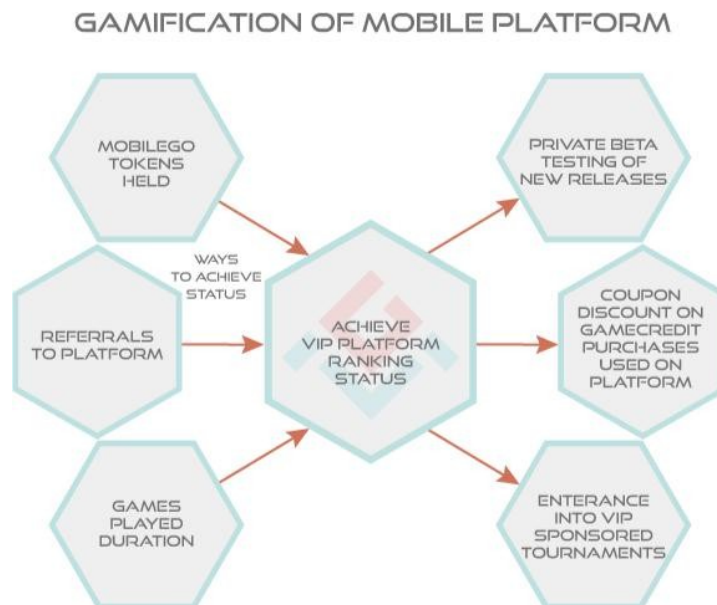 GAMIFICATION OF MOBILE PLATFORM
MOBILEGO
TOKENS
HELD
PRIVATE BETA
TESTING OF
NEW RELEASES
WAYS
TO ACHIEVE
STATUS
REFERRALS
TO PLATFORM
ACHIEVE
VIP PLATFORM
RANKING
STATUS
COUPON
DISCOUNT ON
GAMECREDIT
PURCHASES
USED ON
PLATFORM
GAMES
PLAYED
DURATION
ENTERANCE
INTO VIP
SPONSORED
TOURNAMENTS